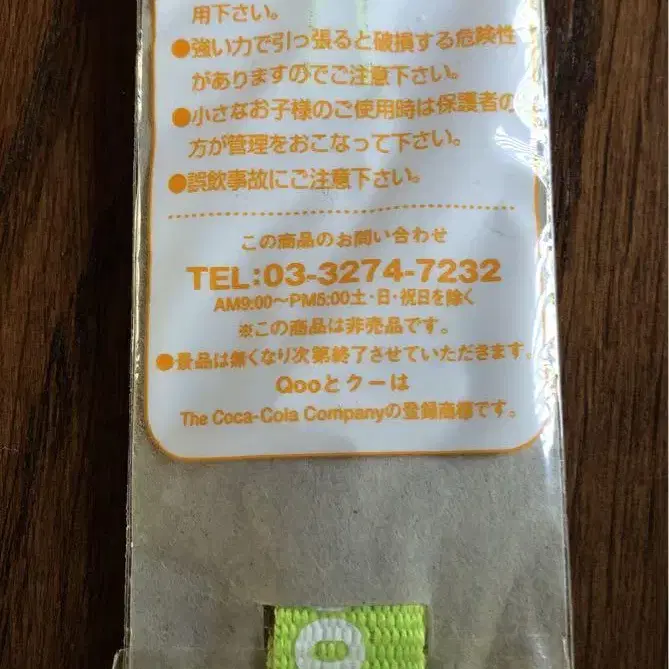 用下さい。
●強い力で引っ張ると破損する危険性
がありますのでご注意下さい。
●小さなお子様のご使用時は保護者の
方が管理をおこなって下さい。
●誤飲事故にご注意下さい。
この商品のお問い合わせ
TEL:03-3274-7232
AM9:00〜PM5:00土・日・祝日を除く
※この商品は非売品です。
●景品は無くなり次第終了させていただきます。
Qooとクーは
The Coca-Cola Companyの登録商標です。